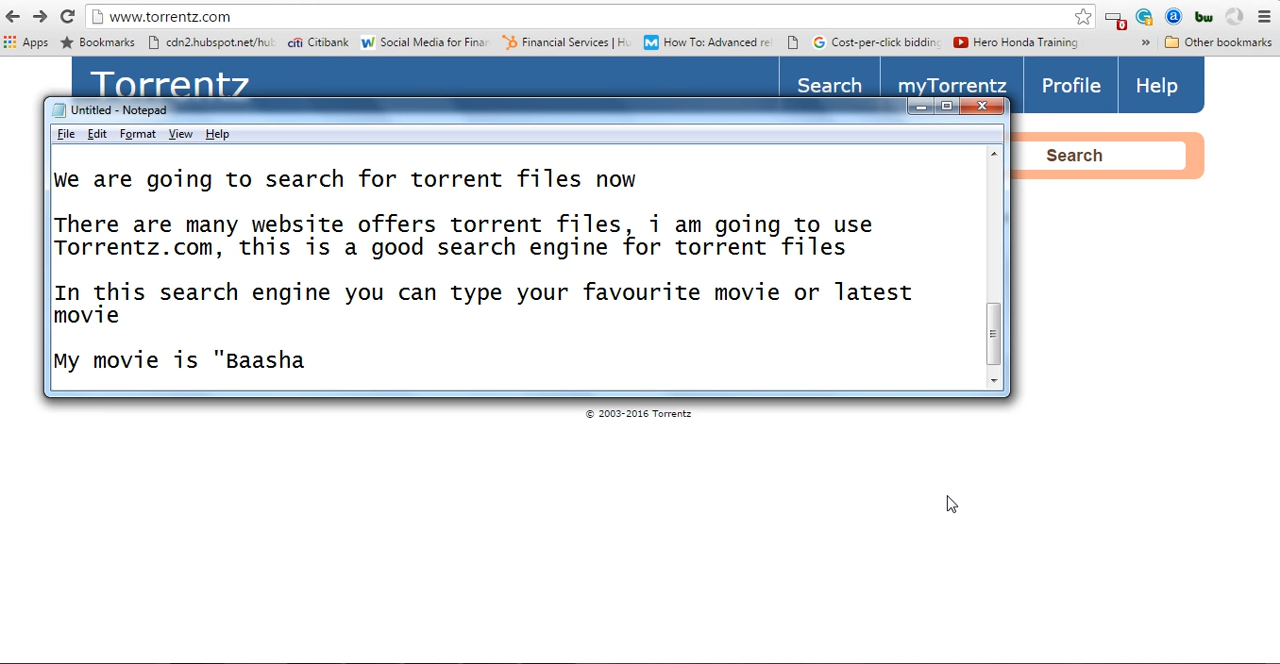 www.torrentz.com
Apps Bookmarks cdn2.hubspot.net/hub Citibank Social Media for Finan Financial Services | Hu How To: Advanced re Cost-per-click bidding Hero Honda Training » Other bookmarks
Torrentz Search myTorrentz Profile Help
Untitled - Notepad
File Edit Format View Help
Search
We are going to search for torrent files now
There are many website offers torrent files, i am going to use
Torrentz.com, this is a good search engine for torrent files
In this search engine you can type your favourite movie or latest
movie
My movie is "Baasha
© 2003-2016 Torrentz